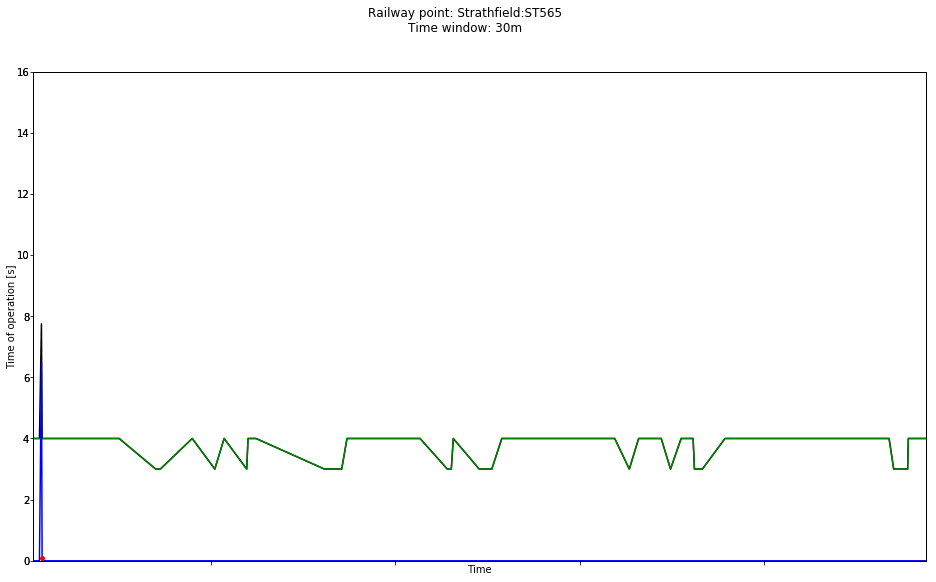 Railway point: Strathfield:ST565
Time window: 30m
16
14
12
10
8
6
4
2
0
Time of operation [s]
Time